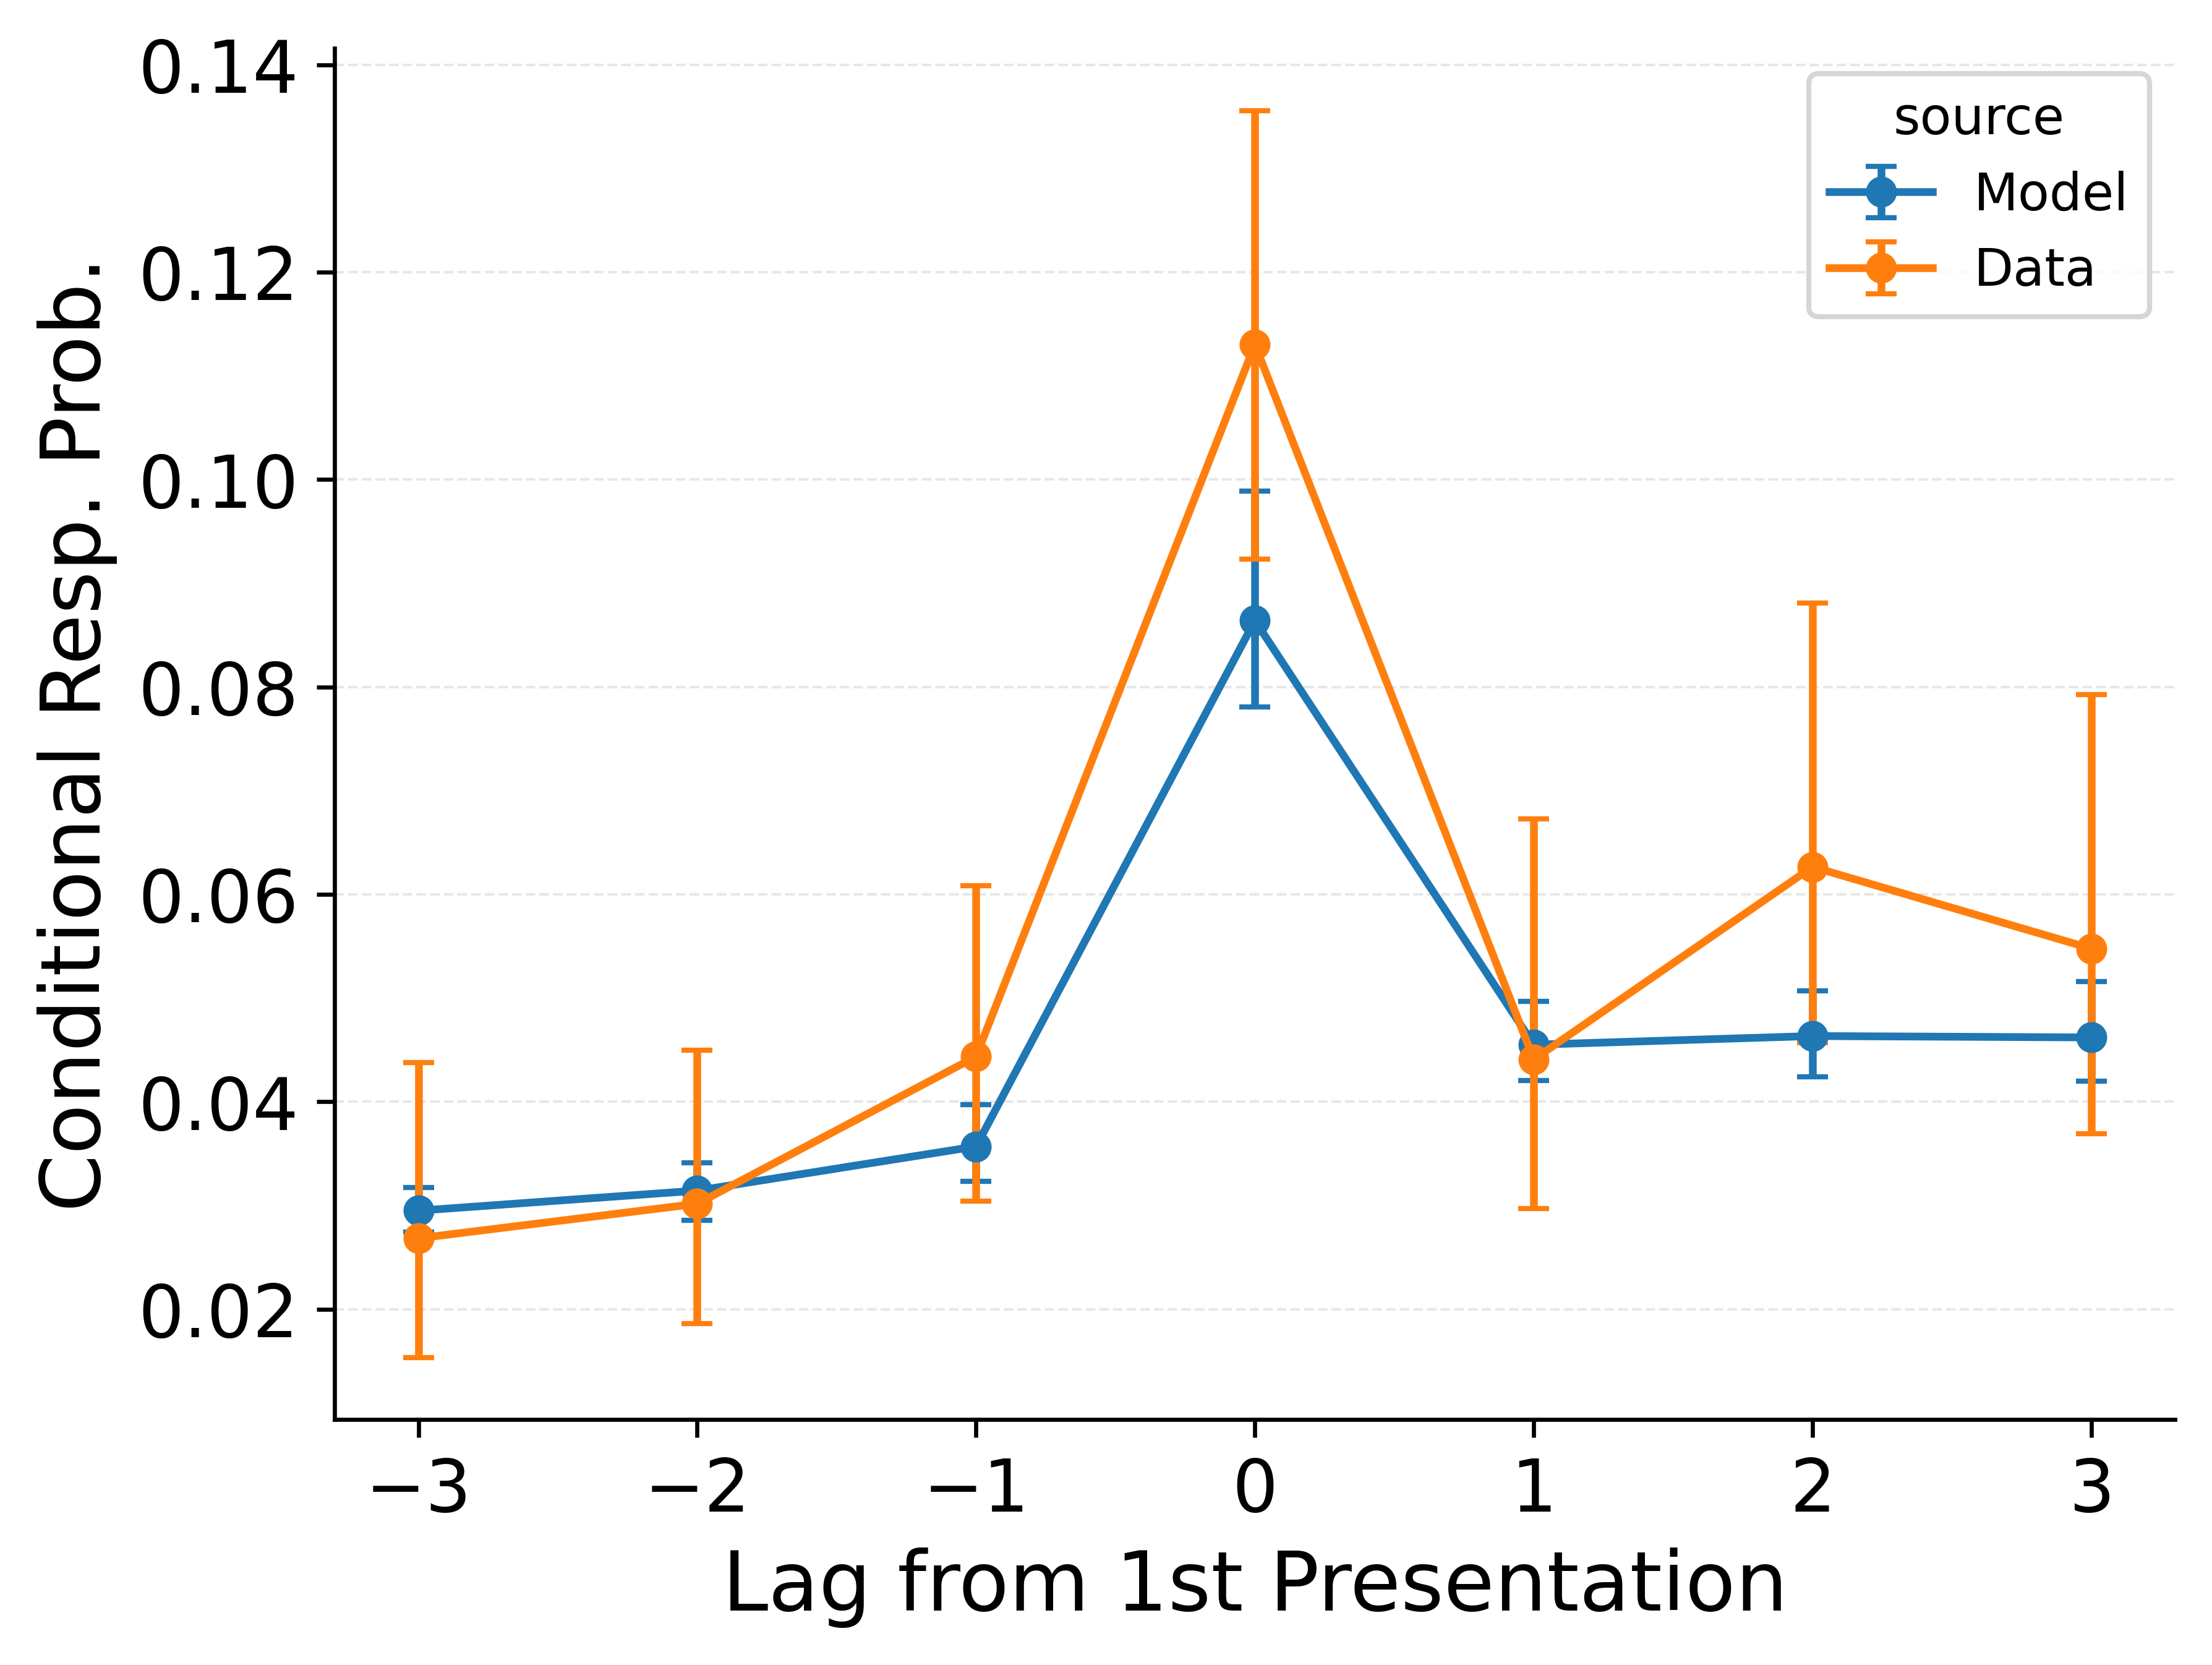 0.14
0.12
0.10
0.08
0.06
0.04
0.02
Conditional Resp. Prob.
source
Model
Data
−3 −2 −1 0 1 2 3
Lag from 1st Presentation